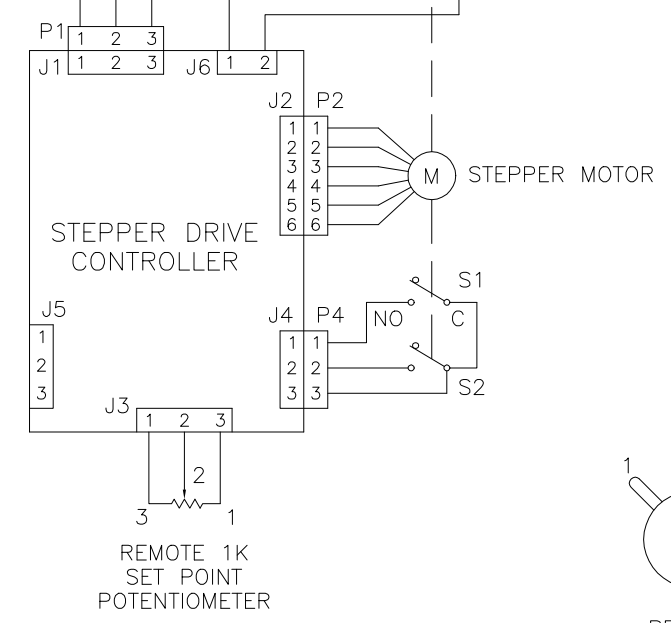 P1 1 2 3
J1 1 2 3 J6 1 2
J2 P2
1 1
2 2
3 3
4 4
5 5
6 6
M STEPPER MOTOR
STEPPER DRIVE
CONTROLLER
S1
NO C
J5
1
2
3
J4 P4
1 1
2 2
3 3
S2
J3
1 2 3
2
3 1
REMOTE 1K
SET POINT
POTENTIOMETER
1